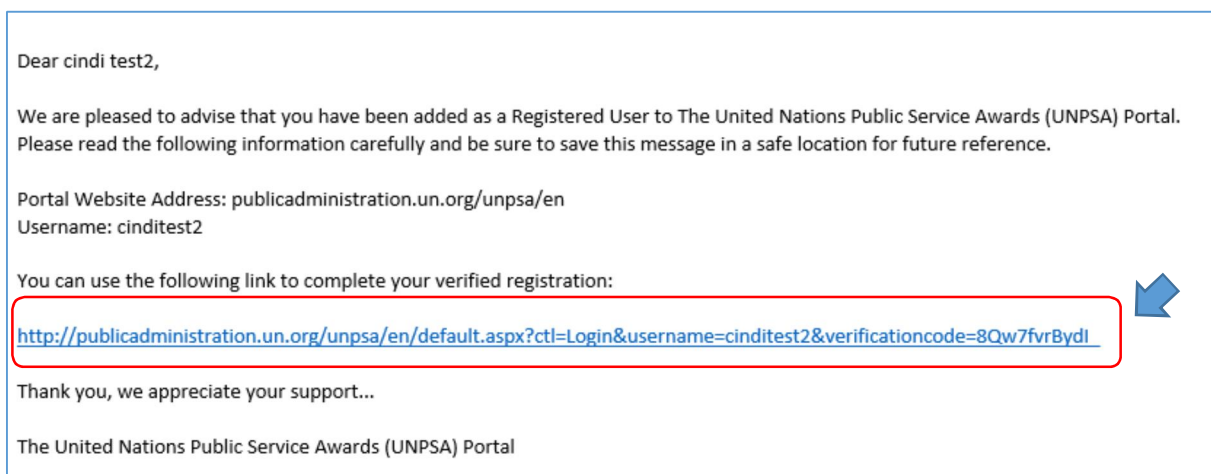 Dear cindi test2,
We are pleased to advise that you have been added as a Registered User to The United Nations Public Service Awards (UNPSA) Portal.
Please read the following information carefully and be sure to save this message in a safe location for future reference.
Portal Website Address: publicadministration.un.org/unpsa/en
Username: cinditest2
You can use the following link to complete your verified registration:
http://publicadministration.un.org/unpsa/en/default.aspx?ctl=Login&username=cinditest2&verificationcode=8Qw7fvrBydI_
Thank you, we appreciate your support...
The United Nations Public Service Awards (UNPSA) Portal